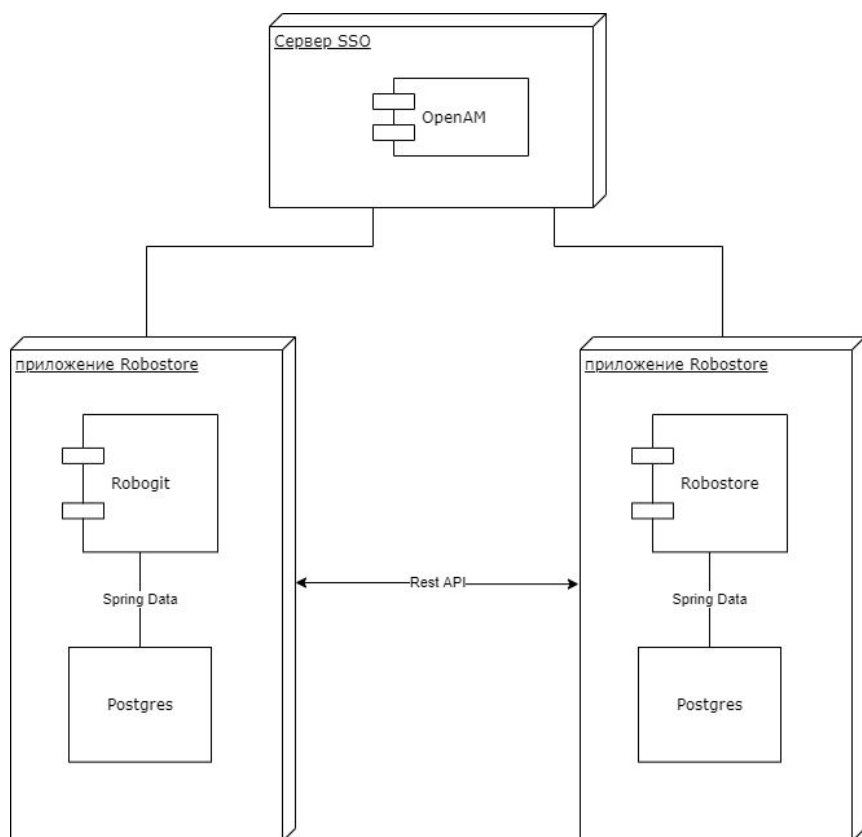 Сервер SSO
OpenAM
приложение Robostore
Robogit
Spring Data
Postgres
Rest API
приложение Robostore
Robostore
Spring Data
Postgres